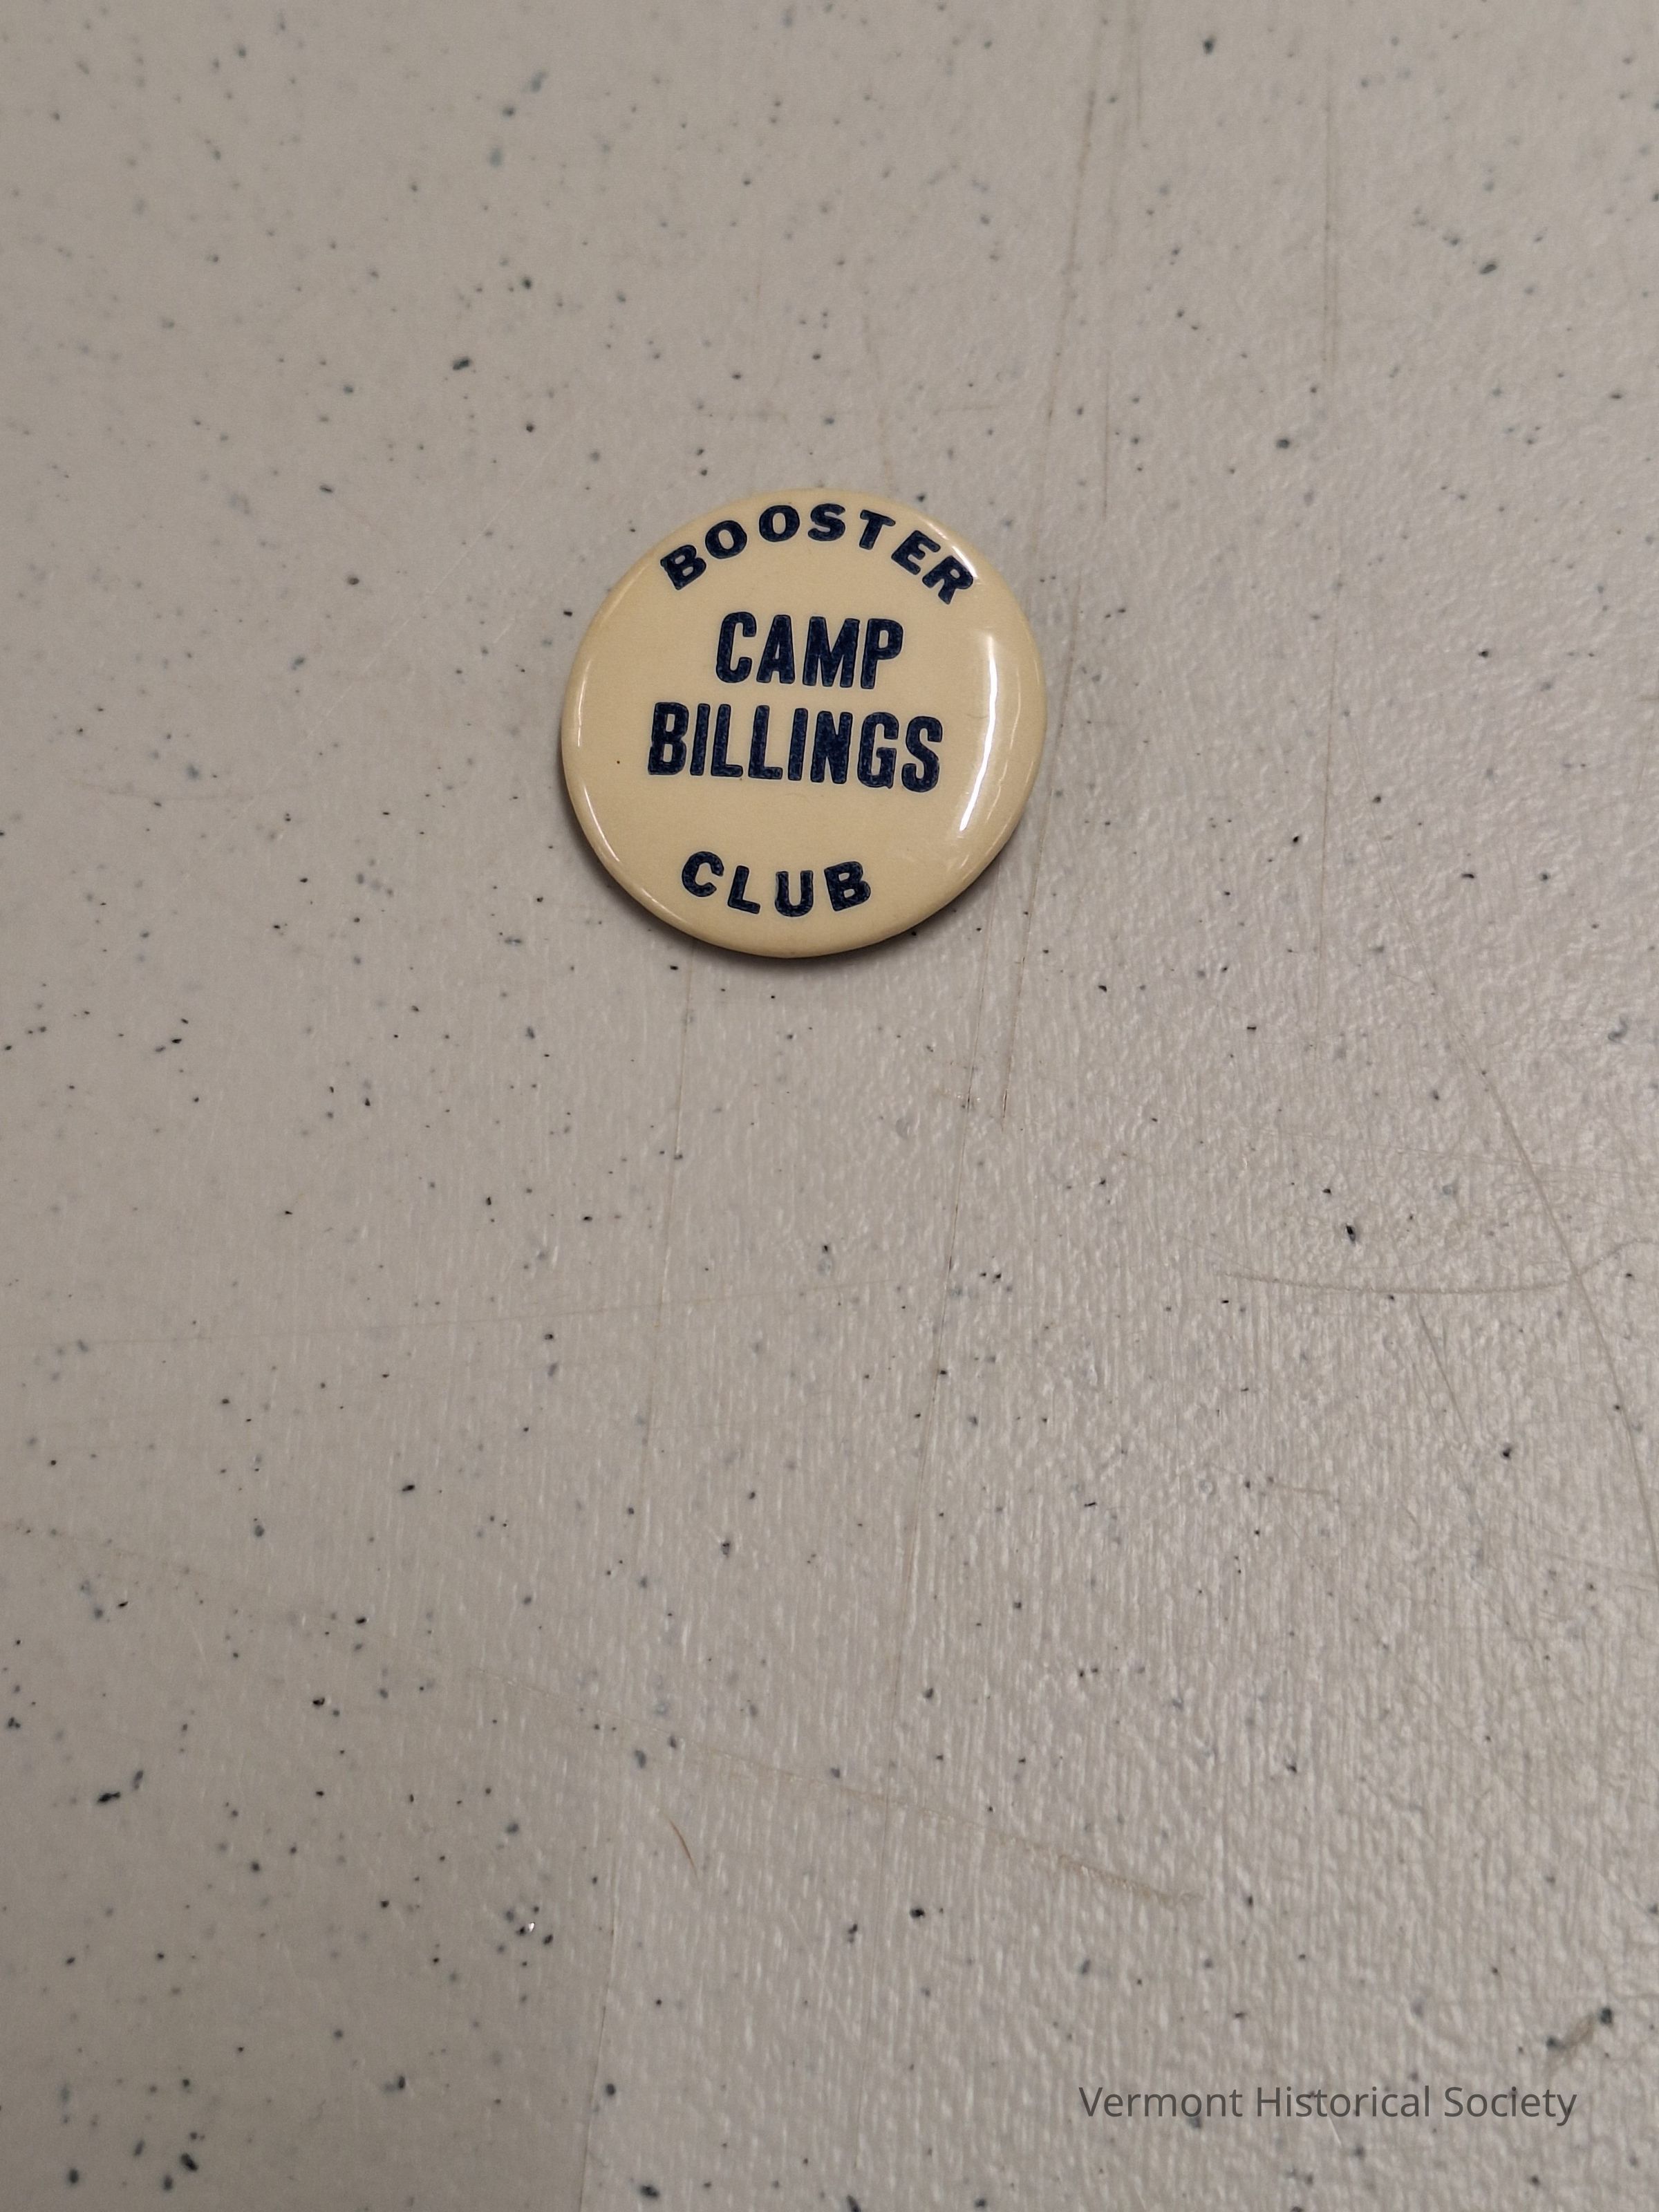 BOOSTER
CAMP
BILLINGS
CLUB
Vermont Historical Society